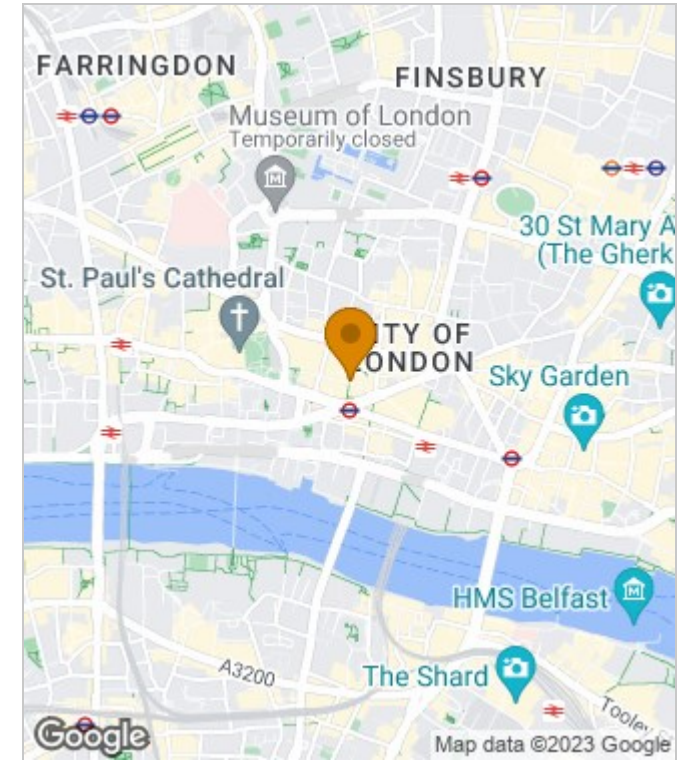 FARRINGDON
FINSBURY
Museum of London
Temporarily closed
30 St Mary A
(The Gherk
St. Paul's Cathedral
ITY OF
ONDON
Sky Garden
HMS Belfast
A3200
The Shard
Tooley
Google
Map data ©2023 Google